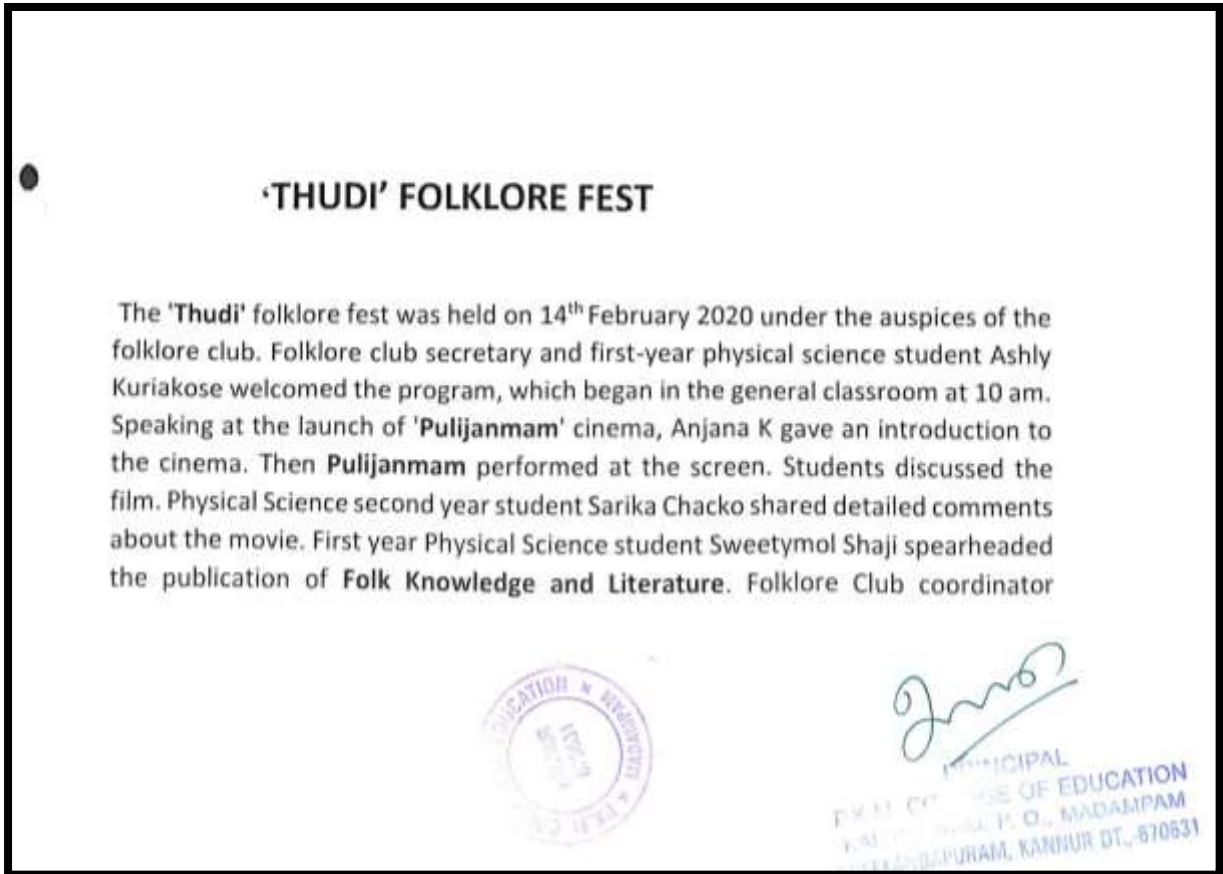 ‘THUDI’ FOLKLORE FEST
The 'Thudi' folklore fest was held on 14th February 2020 under the auspices of the
folklore club. Folklore club secretary and first-year physical science student Ashly
Kuriakose welcomed the program, which began in the general classroom at 10 am.
Speaking at the launch of 'Pulijanmam' cinema, Anjana K gave an introduction to
the cinema. Then Pulijanmam performed at the screen. Students discussed the
film. Physical Science second year student Sarika Chacko shared detailed comments
about the movie. First year Physical Science student Sweetymol Shaji spearheaded
the publication of Folk Knowledge and Literature. Folklore Club coordinator
EDUCATION
PRINCIPAL
OF EDUCATION
P. O., MADAMPAM
KANNUR DT.,-670631